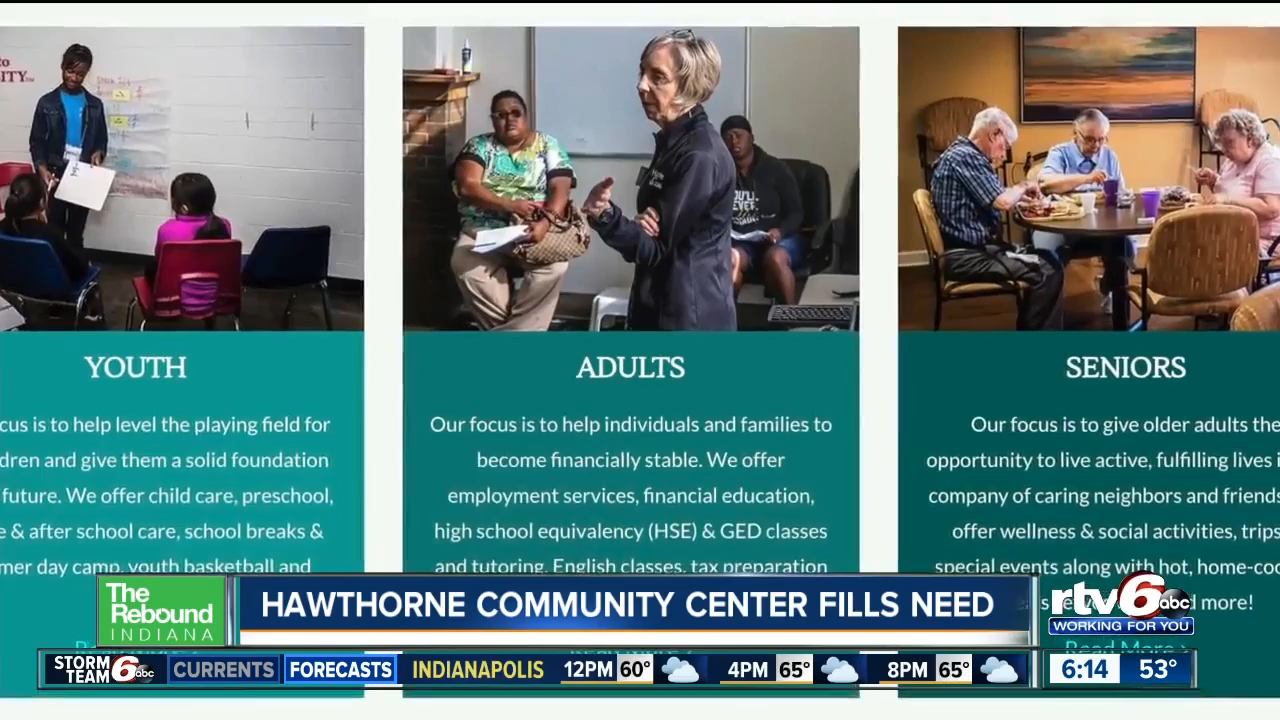 to
SITY
YOUTH
cus is to help level the playing field for
dren and give them a solid foundation
future. We offer child care, preschool,
e & after school care, school breaks &
mer day camp, youth basketball and
ADULTS
Our focus is to help individuals and families to
become financially stable. We offer
employment services, financial education,
high school equivalency (HSE) & GED classes
and tutoring, English classes, tax preparation
SENIORS
Our focus is to give older adults the
opportunity to live active, fulfilling lives i
company of caring neighbors and friends
offer wellness & social activities, trips
special events along with hot, home-coo
d more!
Read More ›
The
Rebound
INDIANA
HAWTHORNE COMMUNITY CENTER FILLS NEED
rtv6 abc
WORKING FOR YOU
STORM TEAM 6 abc CURRENTS FORECASTS INDIANAPOLIS 12PM 60° 4PM 65° 8PM 65° 6:14 53°